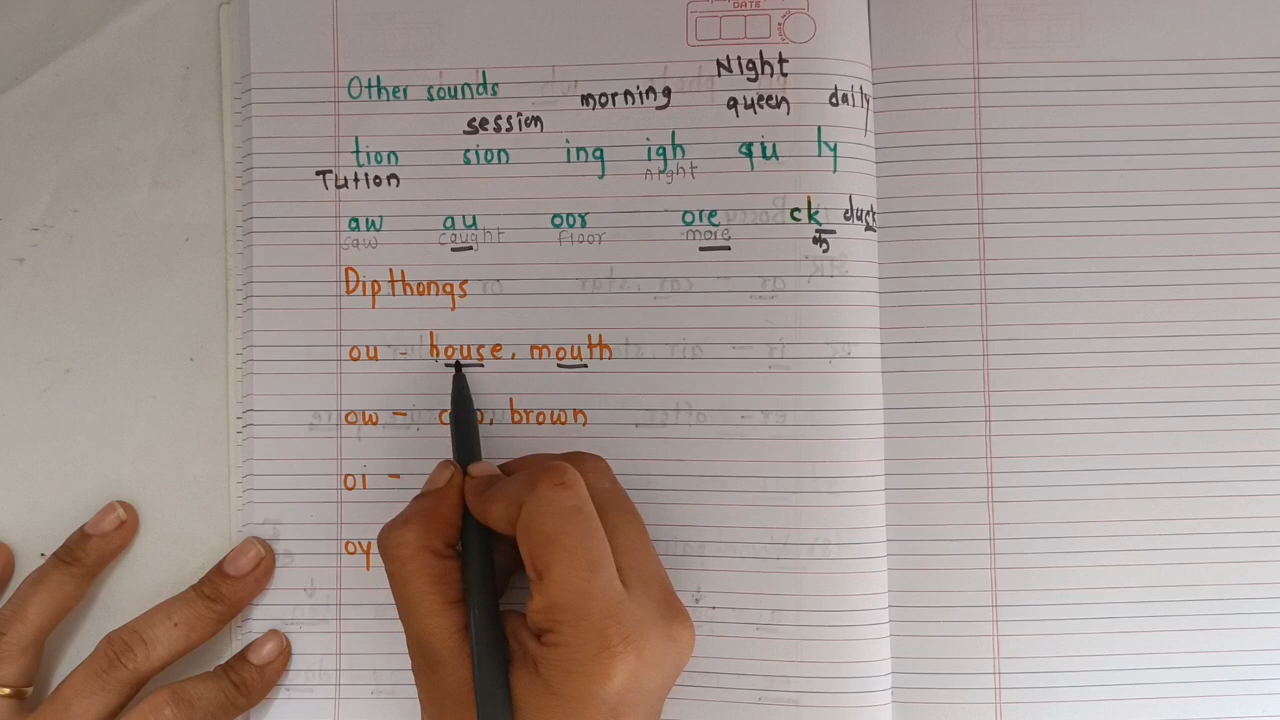 DATE
Night
Other sounds morning queen daily
session
tion sion ing igh qu ly
Tution night
aw au oor ore ck duck
saw caught floor more क
Dipthongs
ou - house, mouth
ow - brown
oi -
oy